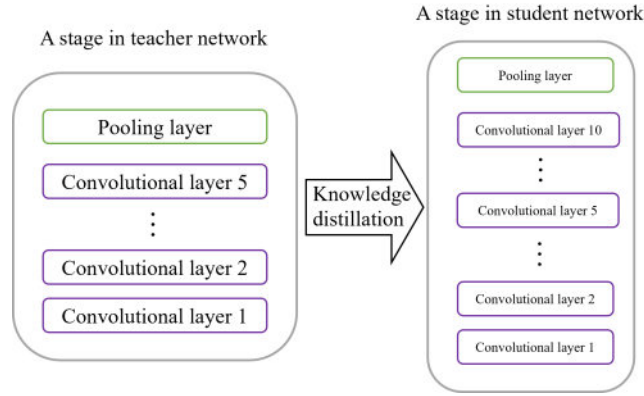 A stage in teacher network
Pooling layer
Convolutional layer 5
Convolutional layer 2
Convolutional layer 1
Knowledge
distillation
A stage in student network
Pooling layer
Convolutional layer 10
Convolutional layer 5
Convolutional layer 2
Convolutional layer 1